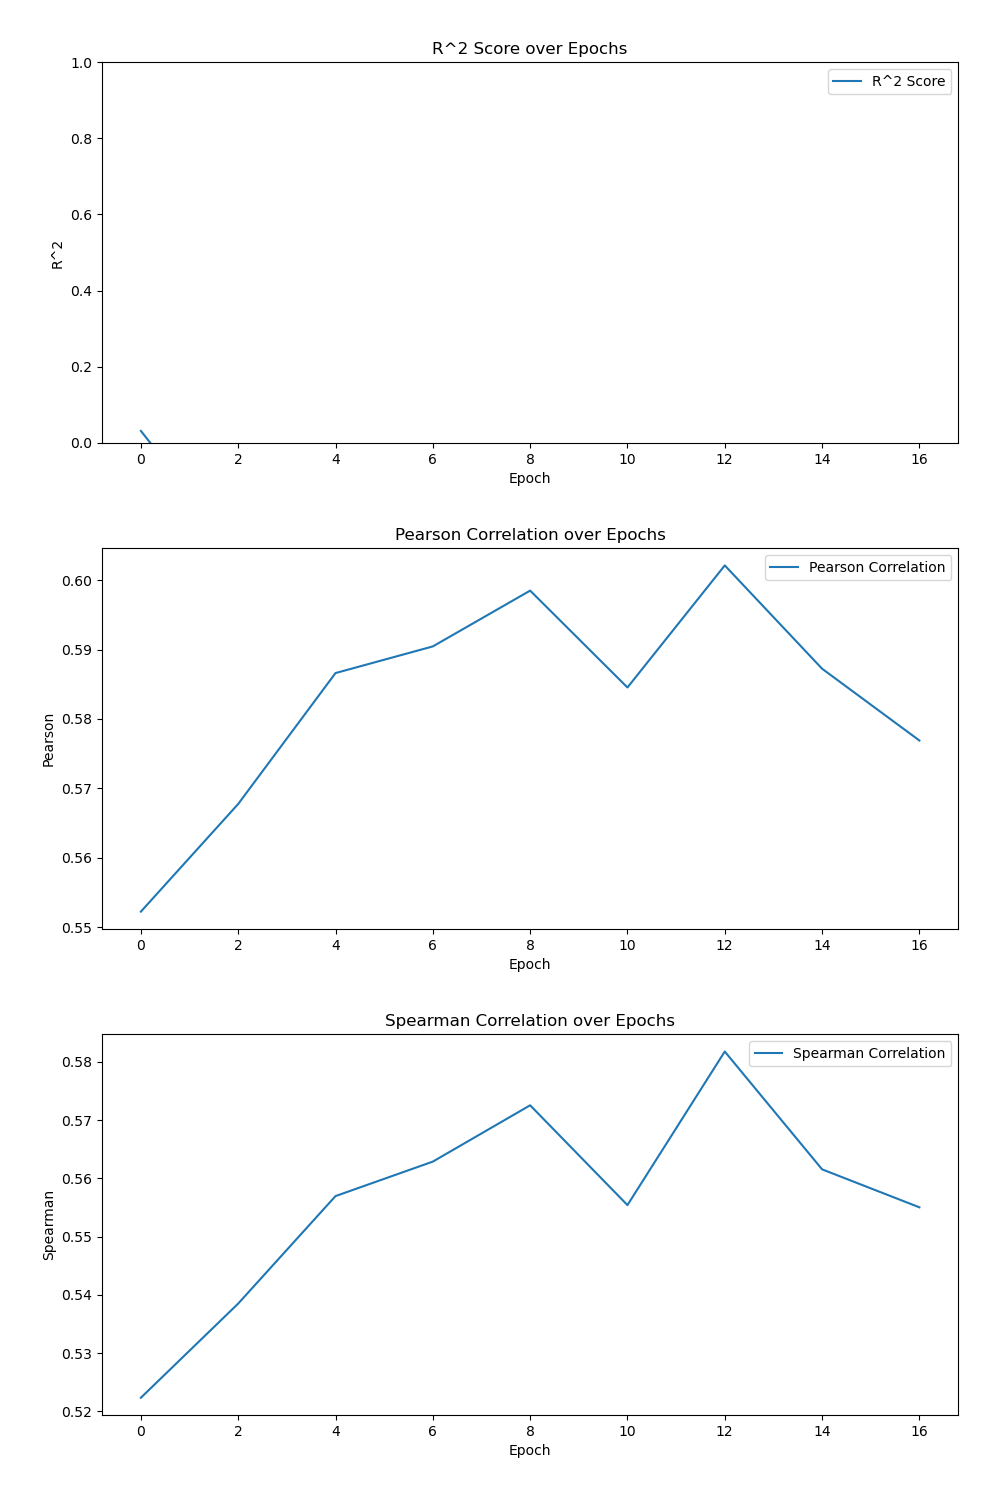 R^2 Score over Epochs
R^2 Score
1.0
0.8
0.6
0.4
0.2
0.0
R^2
0 2 4 6 8 10 12 14 16
Epoch
Pearson Correlation over Epochs
Pearson Correlation
0.60
0.59
0.58
0.57
0.56
0.55
Pearson
0 2 4 6 8 10 12 14 16
Epoch
Spearman Correlation over Epochs
Spearman Correlation
0.58
0.57
0.56
0.55
0.54
0.53
0.52
Spearman
0 2 4 6 8 10 12 14 16
Epoch